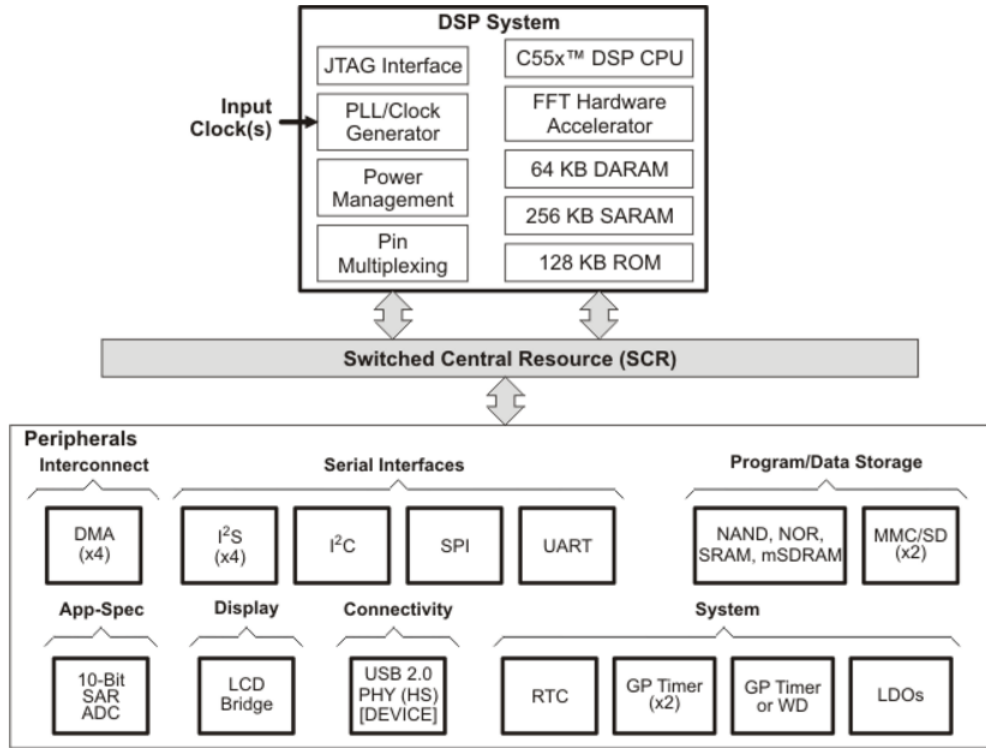 DSP System
JTAG Interface
C55x™ DSP CPU
Input
Clock(s)
PLL/Clock
Generator
FFT Hardware
Accelerator
Power
Management
64 KB DARAM
256 KB SARAM
Pin
Multiplexing
128 KB ROM
Switched Central Resource (SCR)
Peripherals
Interconnect
Serial Interfaces
Program/Data Storage
DMA
(x4)
I²S
(x4)
I²C
SPI
UART
NAND, NOR,
SRAM, mSDRAM
MMC/SD
(x2)
App-Spec
Display
Connectivity
System
10-Bit
SAR
ADC
LCD
Bridge
USB 2.0
PHY (HS)
[DEVICE]
RTC
GP Timer
(x2)
GP Timer
or WD
LDOs